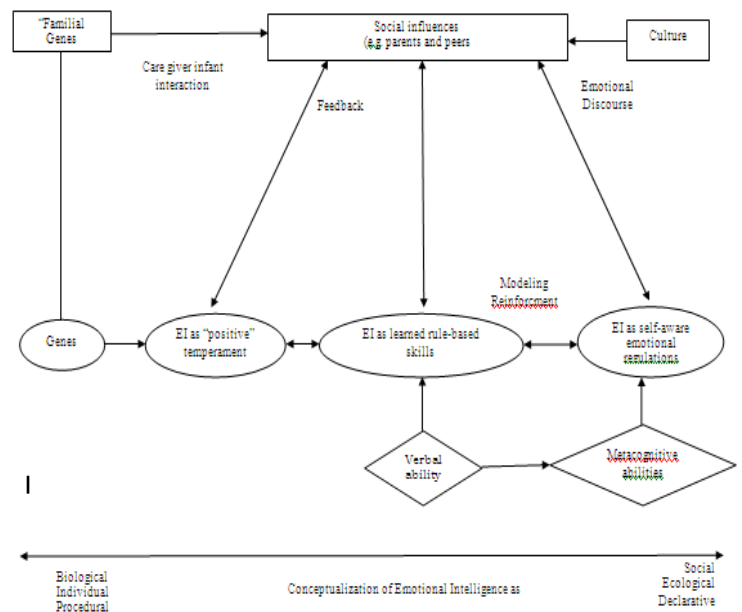 "Familial
Genes
Social influences
(e.g. parents and peers
Culture
Care giver infant
interaction
Feedback
Emotional
Discourse
Modeling
Reinforcment
Genes
EI as "positive"
temperament
EI as learned rule-based
skills
EI as self-aware
emotional
regulations
Verbal
ability
Metacognitive
abilities
Biological
Individual
Procedural
Conceptualization of Emotional Intelligence as
Social
Ecological
Declarative